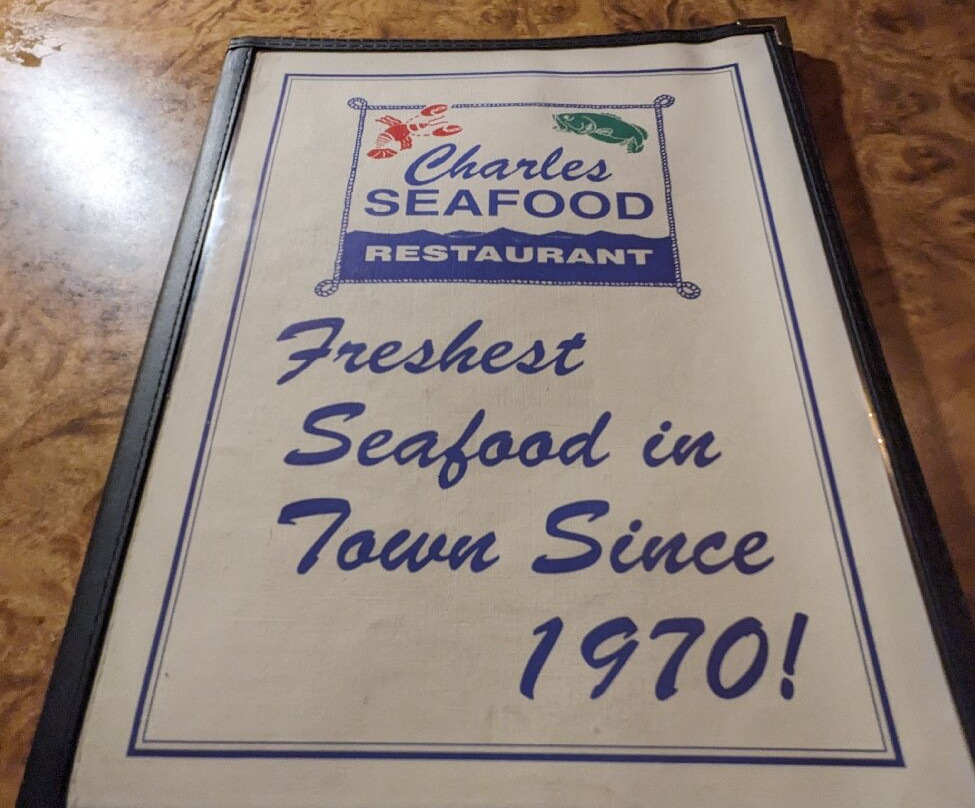 Charles
SEAFOOD
RESTAURANT
Freshest
Seafood in
Town Since
1970!